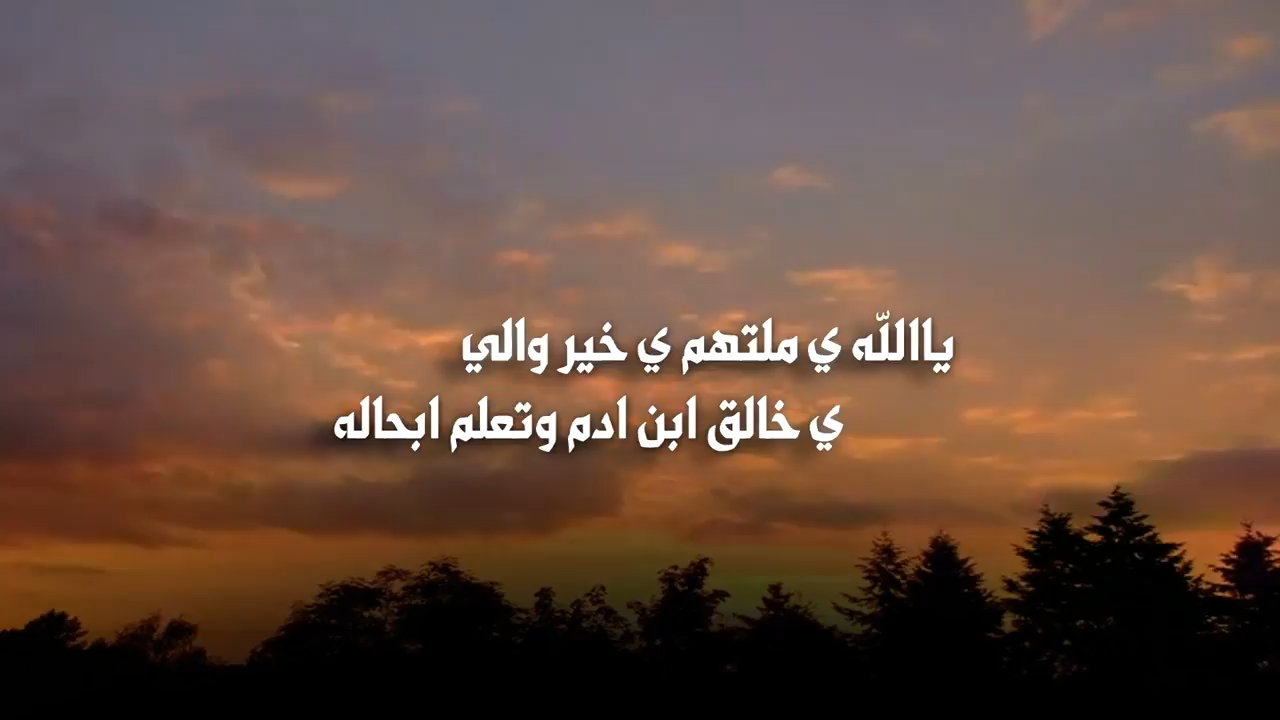 ياالله ي ملتهم ي خير والي
ي خالق ابن ادم وتعلم ابحاله